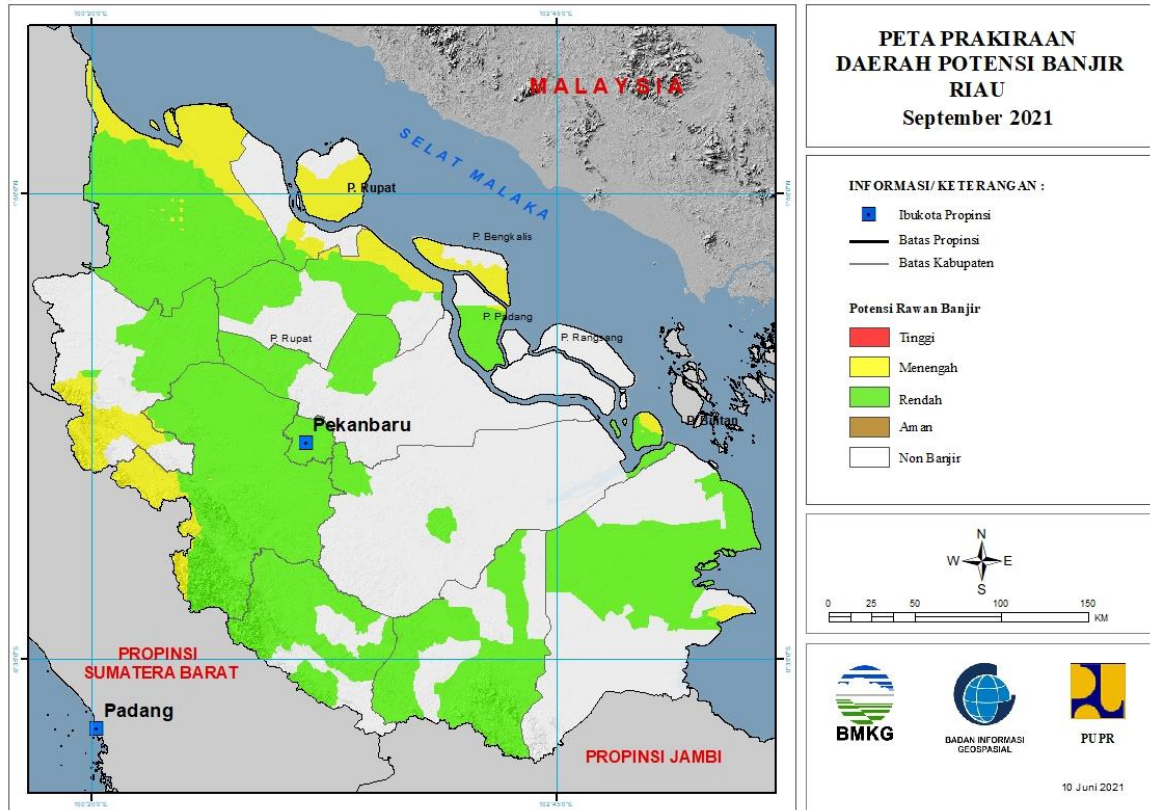 PETA PRAKIRAAN
DAERAH POTENSI BANJIR
RIAU
September 2021
INFORMASI/ KETERANGAN :
Ibukota Propinsi
Batas Propinsi
Batas Kabupaten
Potensi Rawan Banjir
Tinggi
Menengah
Rendah
Aman
Non Banjir
N
W E
S
0 25 50 100 150
KM
BMKG
BADAN INFORMASI
GEOSPASIAL
PUPR
10 Juni 2021
MALAYSIA
SELAT MALAKA
P. Rupat
P. Bengkalis
P. Padang
P. Rangsang
P. Rupat
Pekanbaru
PROPINSI
SUMATERA BARAT
Padang
PROPINSI JAMBI